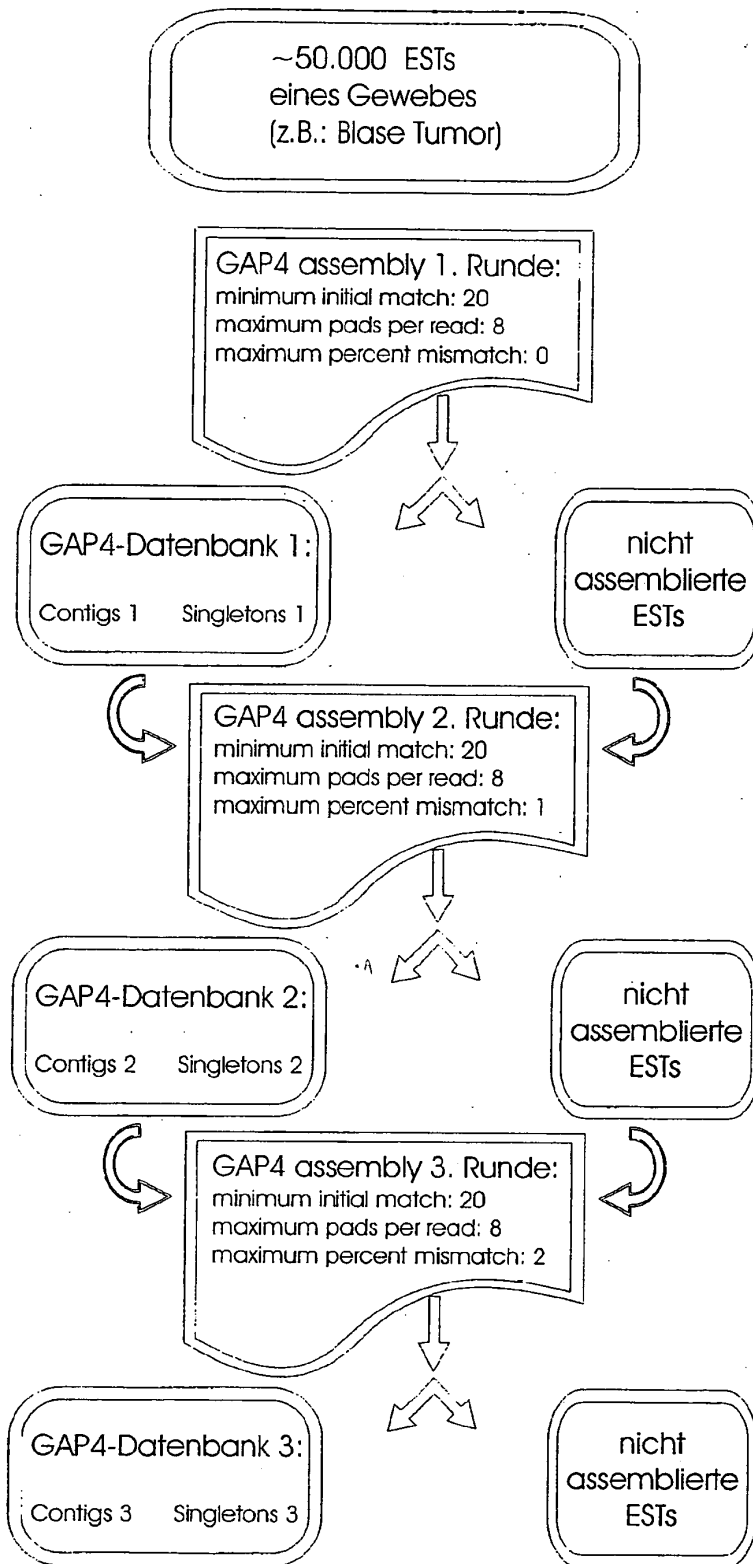 ~50.000 ESTs
eines Gewebes
(z.B.: Blase Tumor)
GAP4 assembly 1. Runde:
minimum initial match: 20
maximum pads per read: 8
maximum percent mismatch: 0
GAP4-Datenbank 1:
Contigs 1 Singletons 1
nicht
assemblierte
ESTs
GAP4 assembly 2. Runde:
minimum initial match: 20
maximum pads per read: 8
maximum percent mismatch: 1
GAP4-Datenbank 2:
Contigs 2 Singletons 2
nicht
assemblierte
ESTs
GAP4 assembly 3. Runde:
minimum initial match: 20
maximum pads per read: 8
maximum percent mismatch: 2
GAP4-Datenbank 3:
Contigs 3 Singletons 3
nicht
assemblierte
ESTs